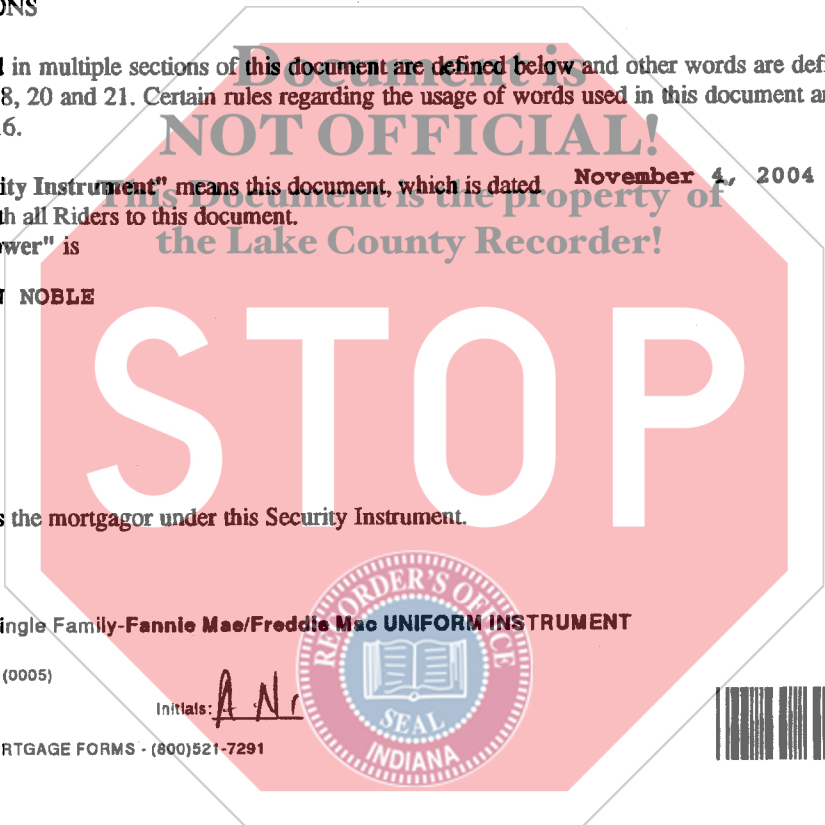 ONS
in multiple sections of this document are defined below and other words are defi
8, 20 and 21. Certain rules regarding the usage of words used in this document ar
6.
ity Instrument" means this document, which is dated November 4, 2004
th all Riders to this document.
wer" is
NOBLE
s the mortgagor under this Security Instrument.
ingle Family-Fannie Mae/Freddie Mac UNIFORM INSTRUMENT
(0005)
Initials: A N
RTGAGE FORMS - (800)521-7291
Document is
NOT OFFICIAL!
This Document is the property of
the Lake County Recorder!
STOP
RECORDER'S OFFICE
SEAL
INDIANA